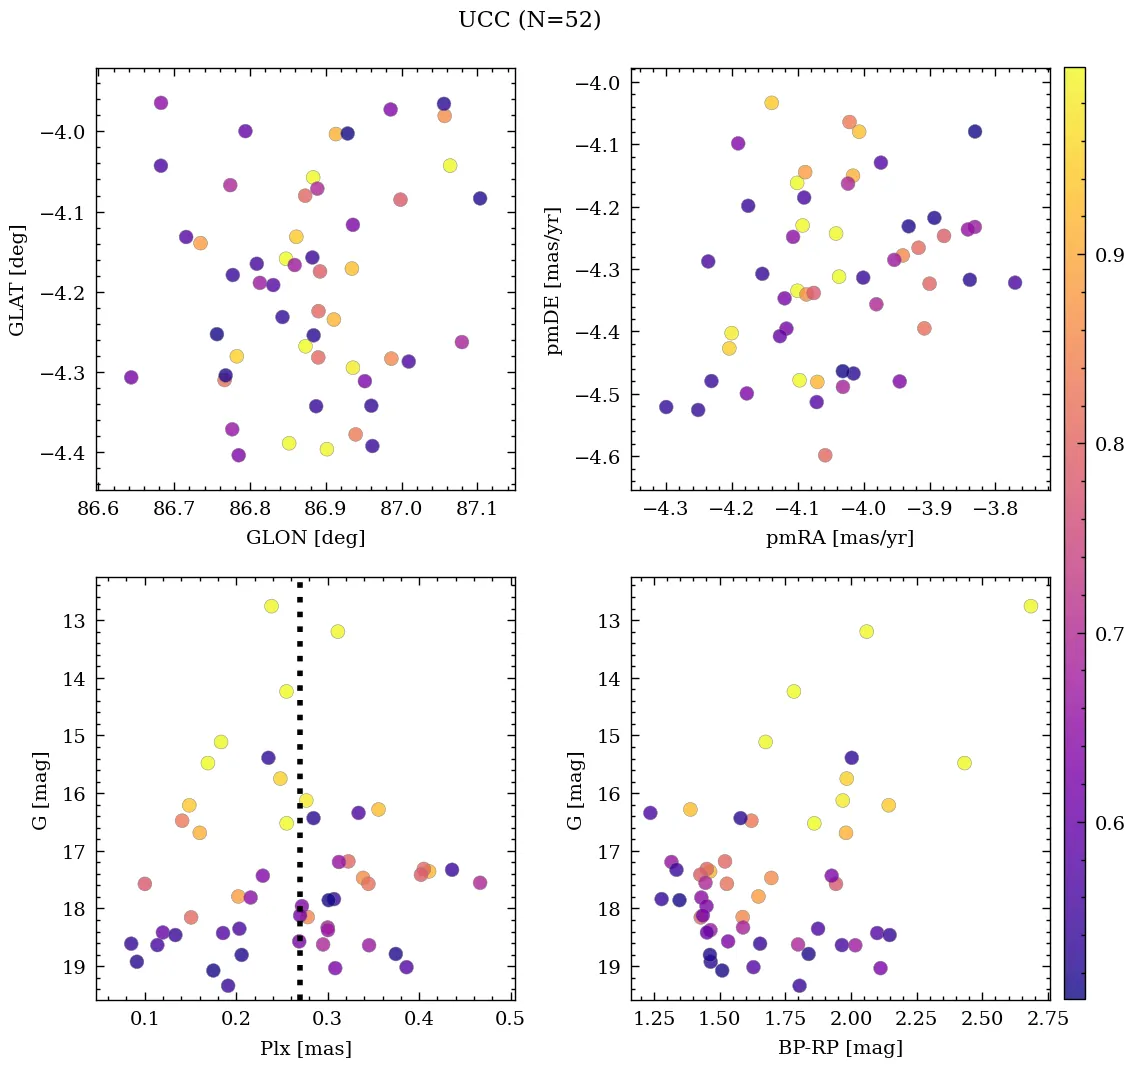 UCC (N=52)
−4.0
−4.1
−4.2
−4.3
−4.4
GLAT [deg]
86.6 86.7 86.8 86.9 87.0 87.1
GLON [deg]
−4.0
−4.1
−4.2
−4.3
−4.4
−4.5
−4.6
pmDE [mas/yr]
−4.3 −4.2 −4.1 −4.0 −3.9 −3.8
pmRA [mas/yr]
0.9
0.8
0.7
0.6
13
14
15
16
17
18
19
G [mag]
0.1 0.2 0.3 0.4 0.5
Plx [mas]
13
14
15
16
17
18
19
G [mag]
1.25 1.50 1.75 2.00 2.25 2.50 2.75
BP-RP [mag]